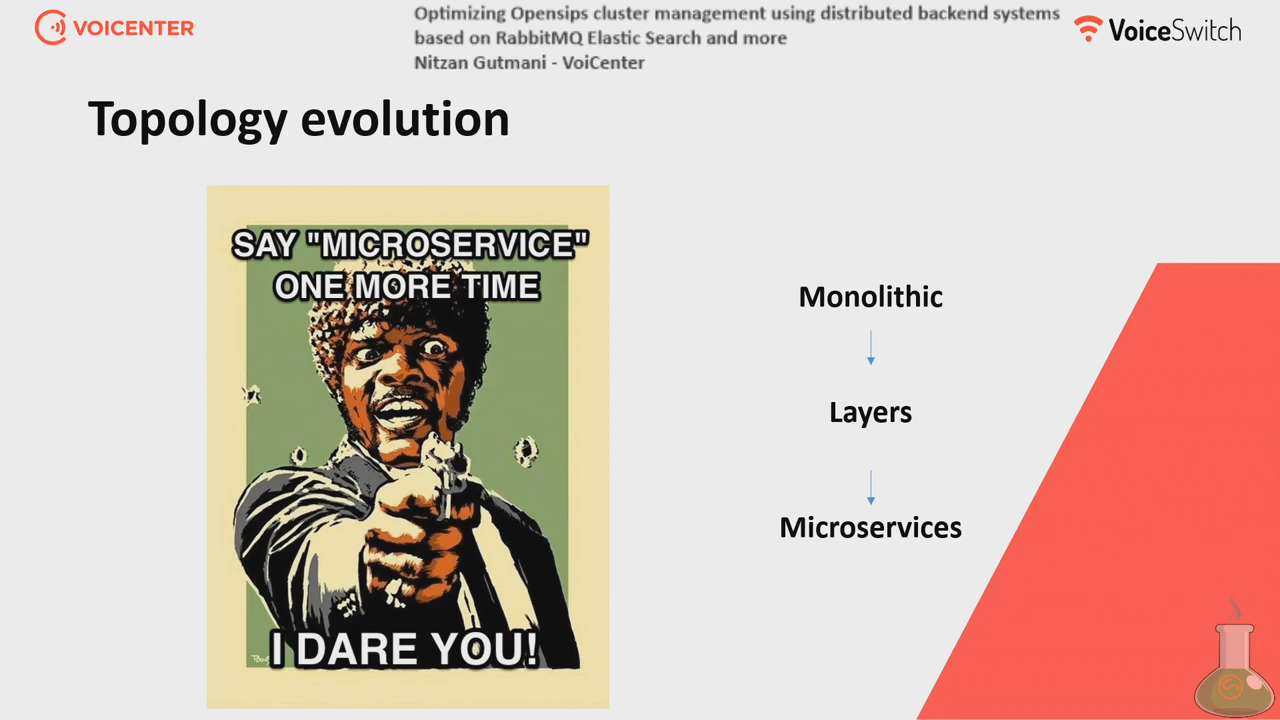 VOICENTER
Optimizing Opensips cluster management using distributed backend systems
based on RabbitMQ Elastic Search and more
Nitzan Gutmani - VoiCenter
VoiceSwitch
Topology evolution
SAY "MICROSERVICE"
ONE MORE TIME
I DARE YOU!
Monolithic
Layers
Microservices